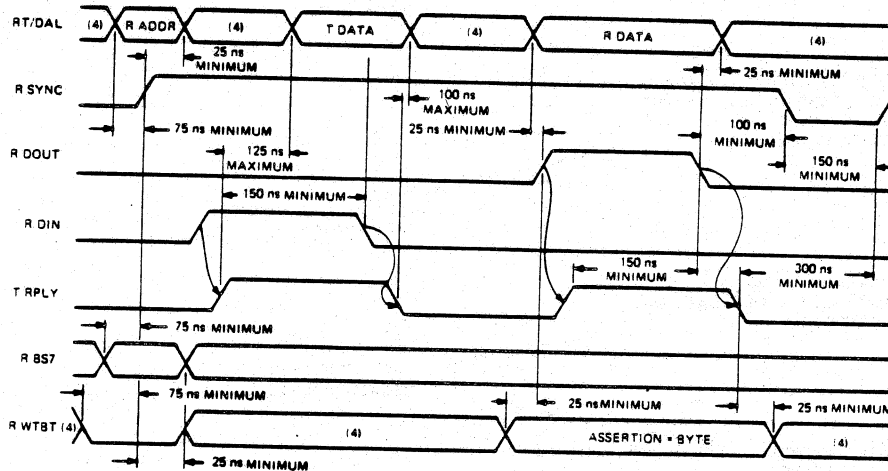 RT/DAL (4) R ADDR (4) T DATA (4) R DATA (4)
25 ns
MINIMUM
25 ns MINIMUM
R SYNC
100 ns
MAXIMUM
75 ns MINIMUM
25 ns MINIMUM
100 ns
MINIMUM
R DOUT
125 ns
MAXIMUM
150 ns
MINIMUM
150 ns MINIMUM
R DIN
150 ns
MINIMUM
300 ns
MINIMUM
T RPLY
75 ns MINIMUM
R BS7
75 ns MINIMUM
25 ns MINIMUM
25 ns MINIMUM
R WTBT (4) (4) ASSERTION = BYTE (4)
25 ns MINIMUM